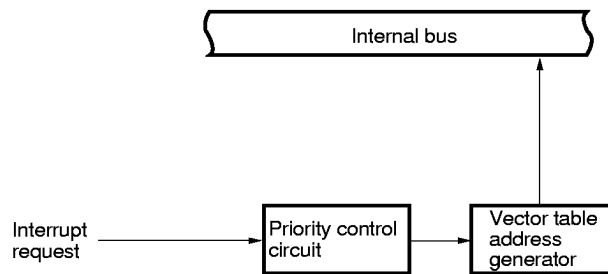 Internal bus
Interrupt
request
Priority control
circuit
Vector table
address
generator